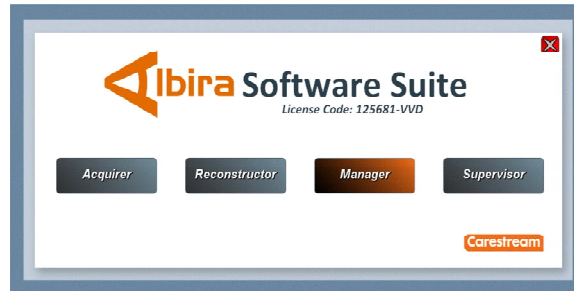 Albira Software Suite
License Code: 125681-VVD
Acquirer Reconstructor Manager Supervisor
Carestream